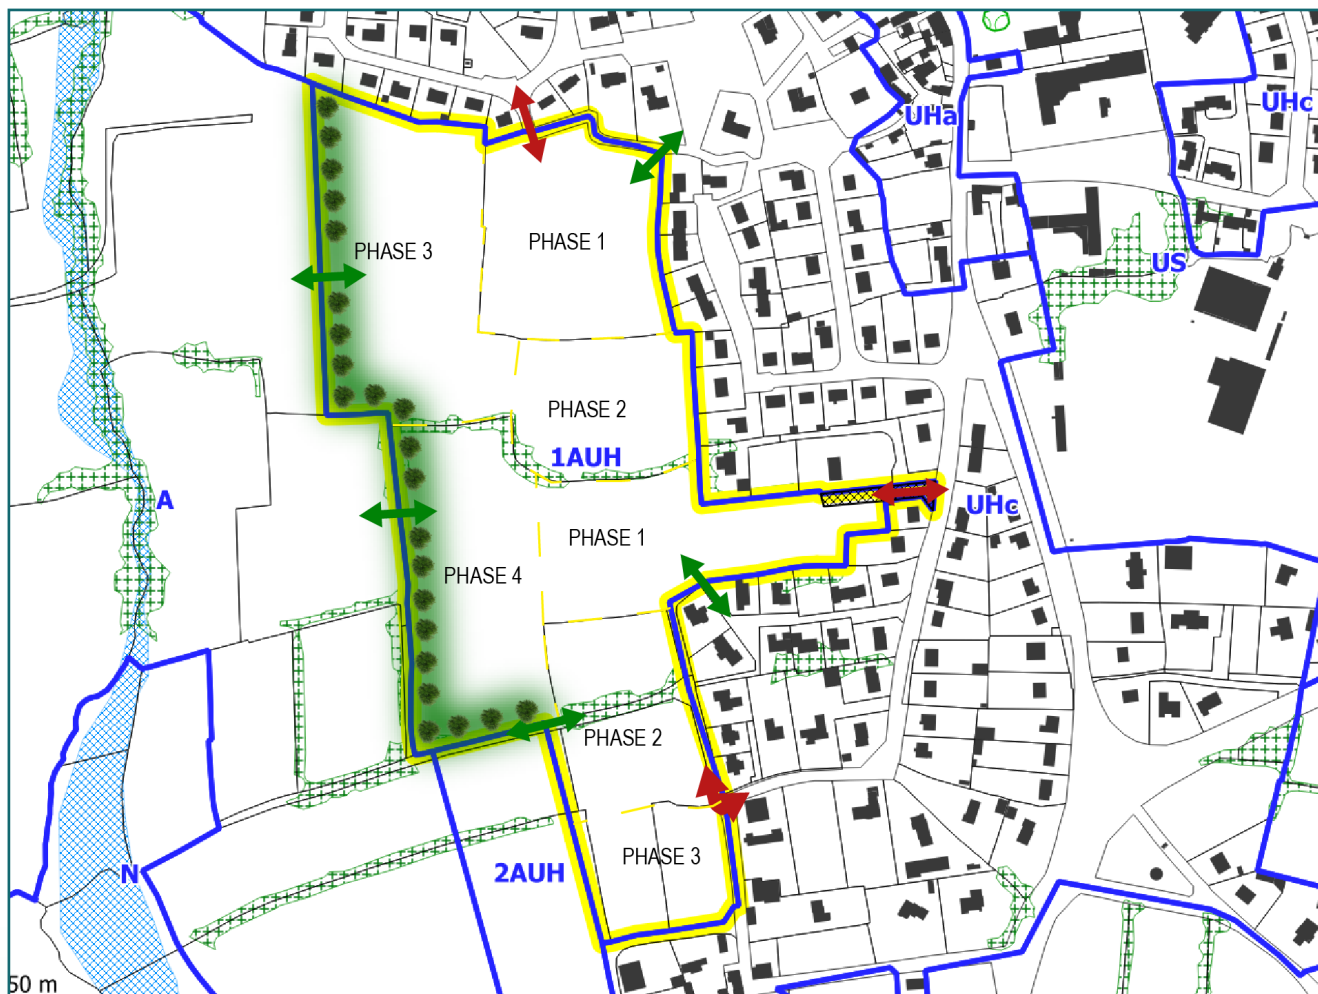 UHc
UHa
PHASE 1
PHASE 3
US
PHASE 2
1AUH
A
UHc
PHASE 1
PHASE 4
PHASE 2
PHASE 3
2AUH
N
50 m